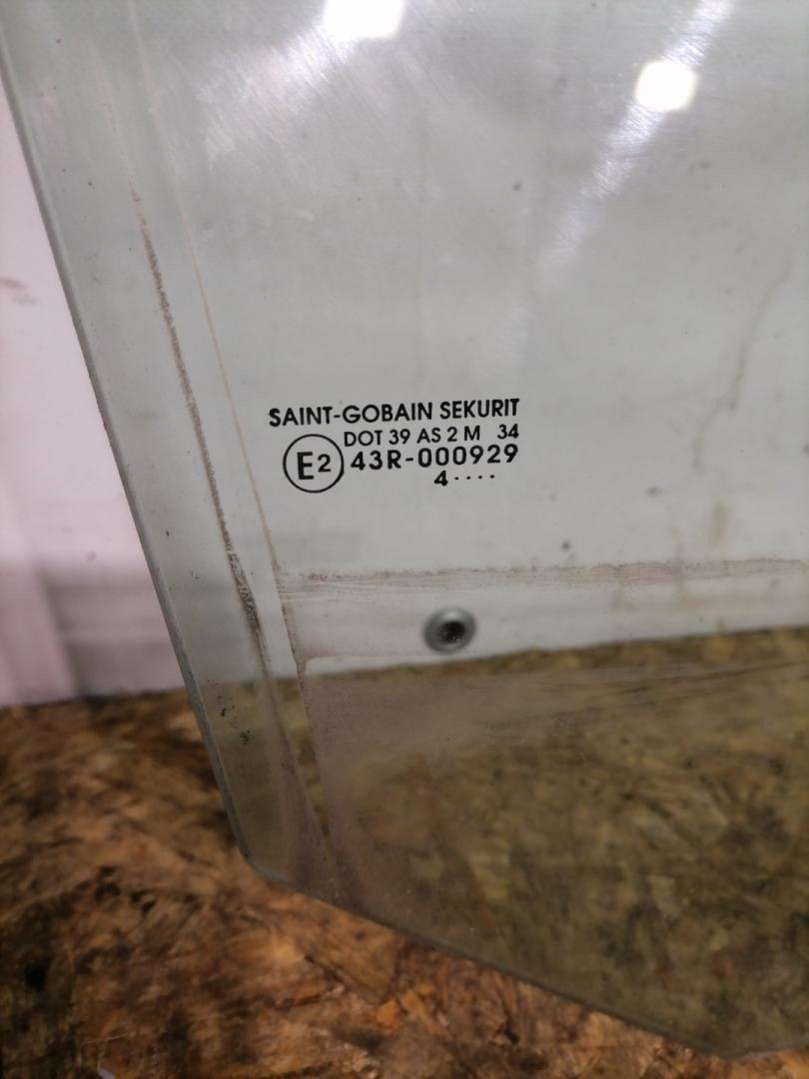 SAINT-GOBAIN SEKURIT
DOT 39 AS 2 M 34
E2 43R-000929
4····